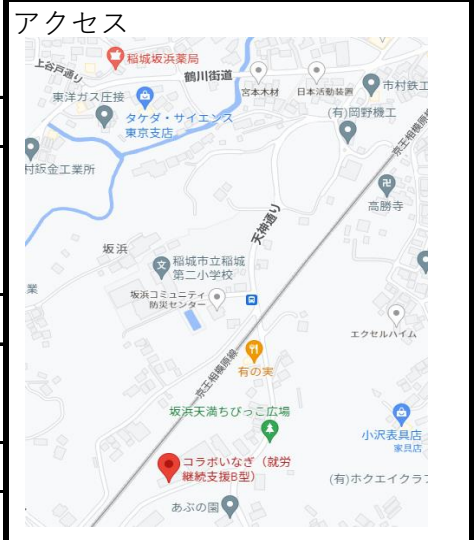 アクセス
稲城坂浜薬局
上谷戸通り
鶴川街道
宮本木材
日本活動装置
市村鉄工
東洋ガス圧接
タケダ・サイエンス
東京支店
(有)岡野機工
京王相模原線
村鈑金工業所
卍
高勝寺
天神通り
坂浜
文
稲城市立稲城
第二小学校
業
坂浜コミュニティ
防災センター
エクセルハイム
京王相模原線
有の実
坂浜天満ちびっこ広場
小沢表具店
家具店
コラボいなぎ（就労
継続支援B型）
(有)ホクエイクラフ
あぶの園